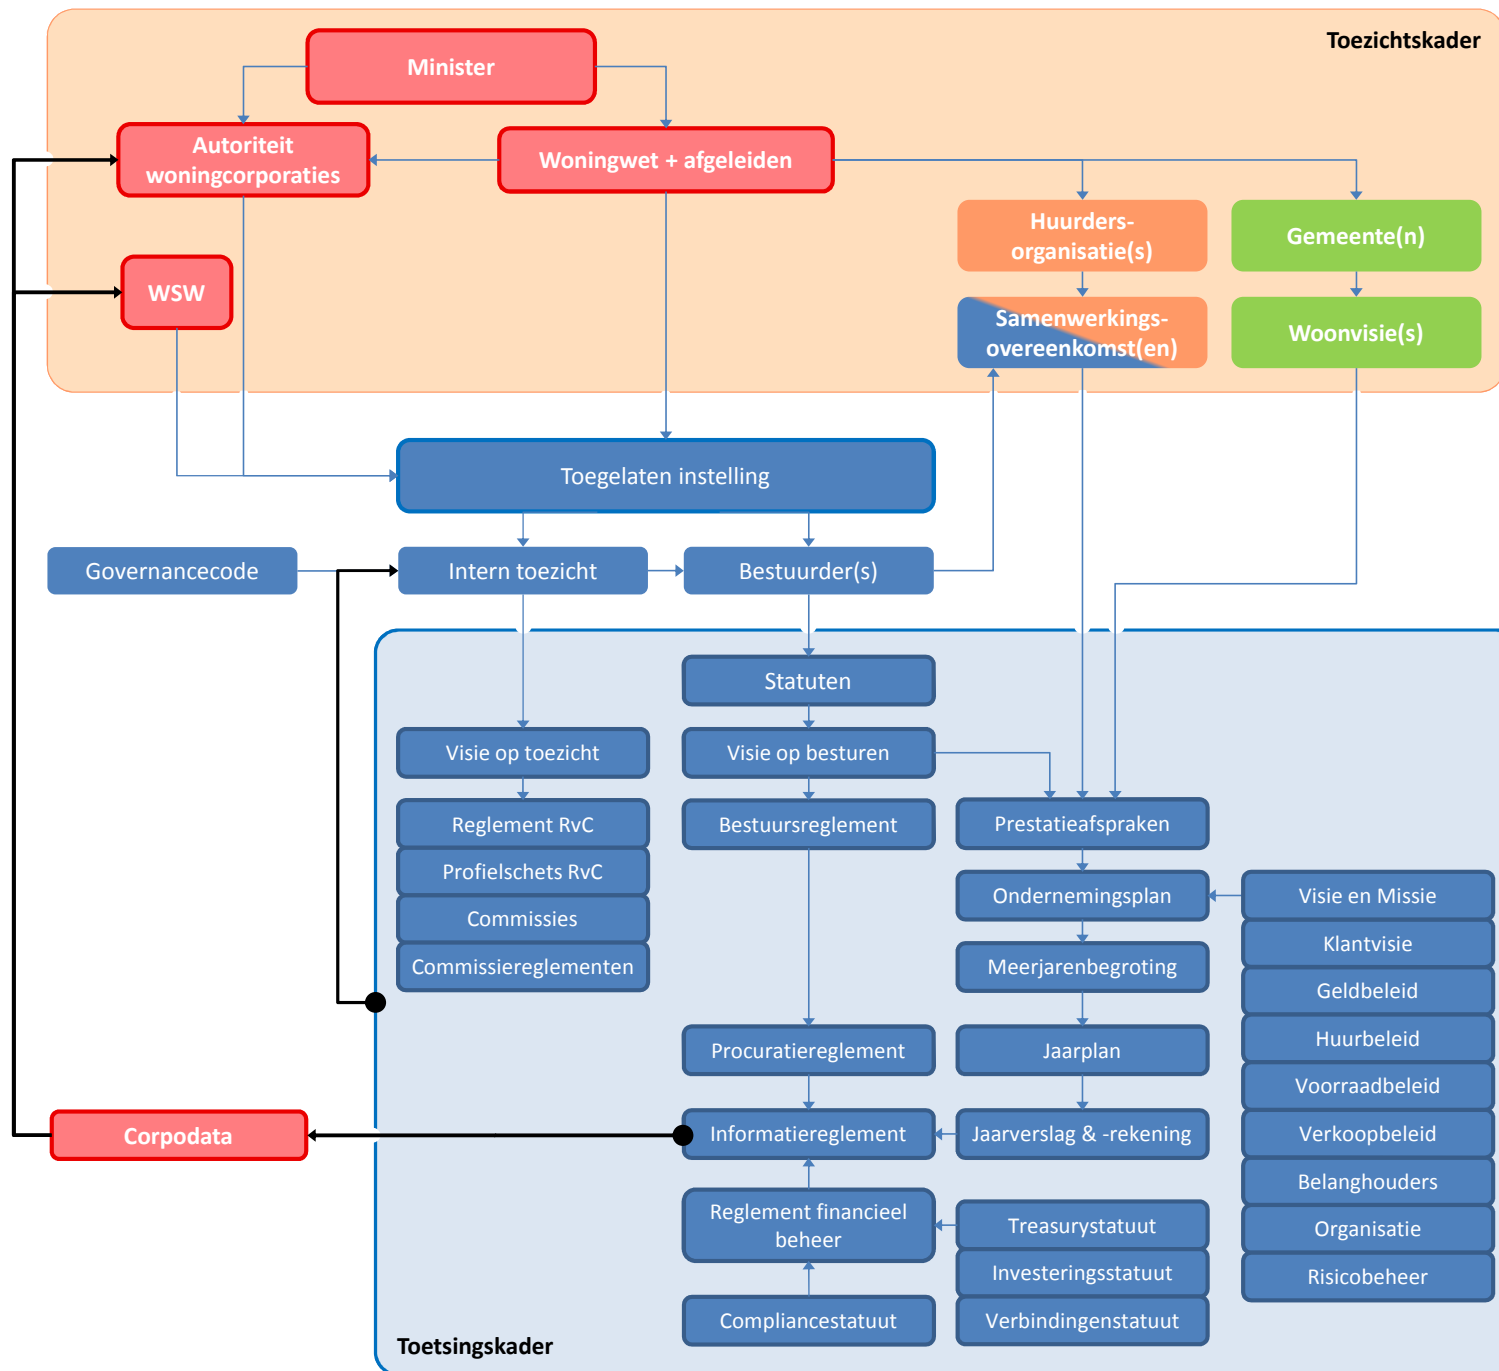 Toezichtskader
Minister
Autoriteit
woningcorporaties
Woningwet + afgeleiden
Huurders-
organisatie(s)
Gemeente(n)
WSW
Samenwerkings-
overeenkomst(en)
Woonvisie(s)
Toegelaten instelling
Governancecode
Intern toezicht
Bestuurder(s)
Statuten
Visie op toezicht
Visie op besturen
Reglement RvC
Bestuursreglement
Prestatieafspraken
Profielschets RvC
Ondernemingsplan
Visie en Missie
Commissies
Klantvisie
Commissiereglementen
Meerjarenbegroting
Geldbeleid
Procuratiereglement
Jaarplan
Huurbeleid
Voorraadbeleid
Corpodata
Informatiereglement
Jaarverslag & -rekening
Verkoopbeleid
Belanghouders
Reglement financieel
beheer
Treasurystatuut
Organisatie
Investeringsstatuut
Risicobeheer
Compliancestatuut
Verbindingenstatuut
Toetsingskader